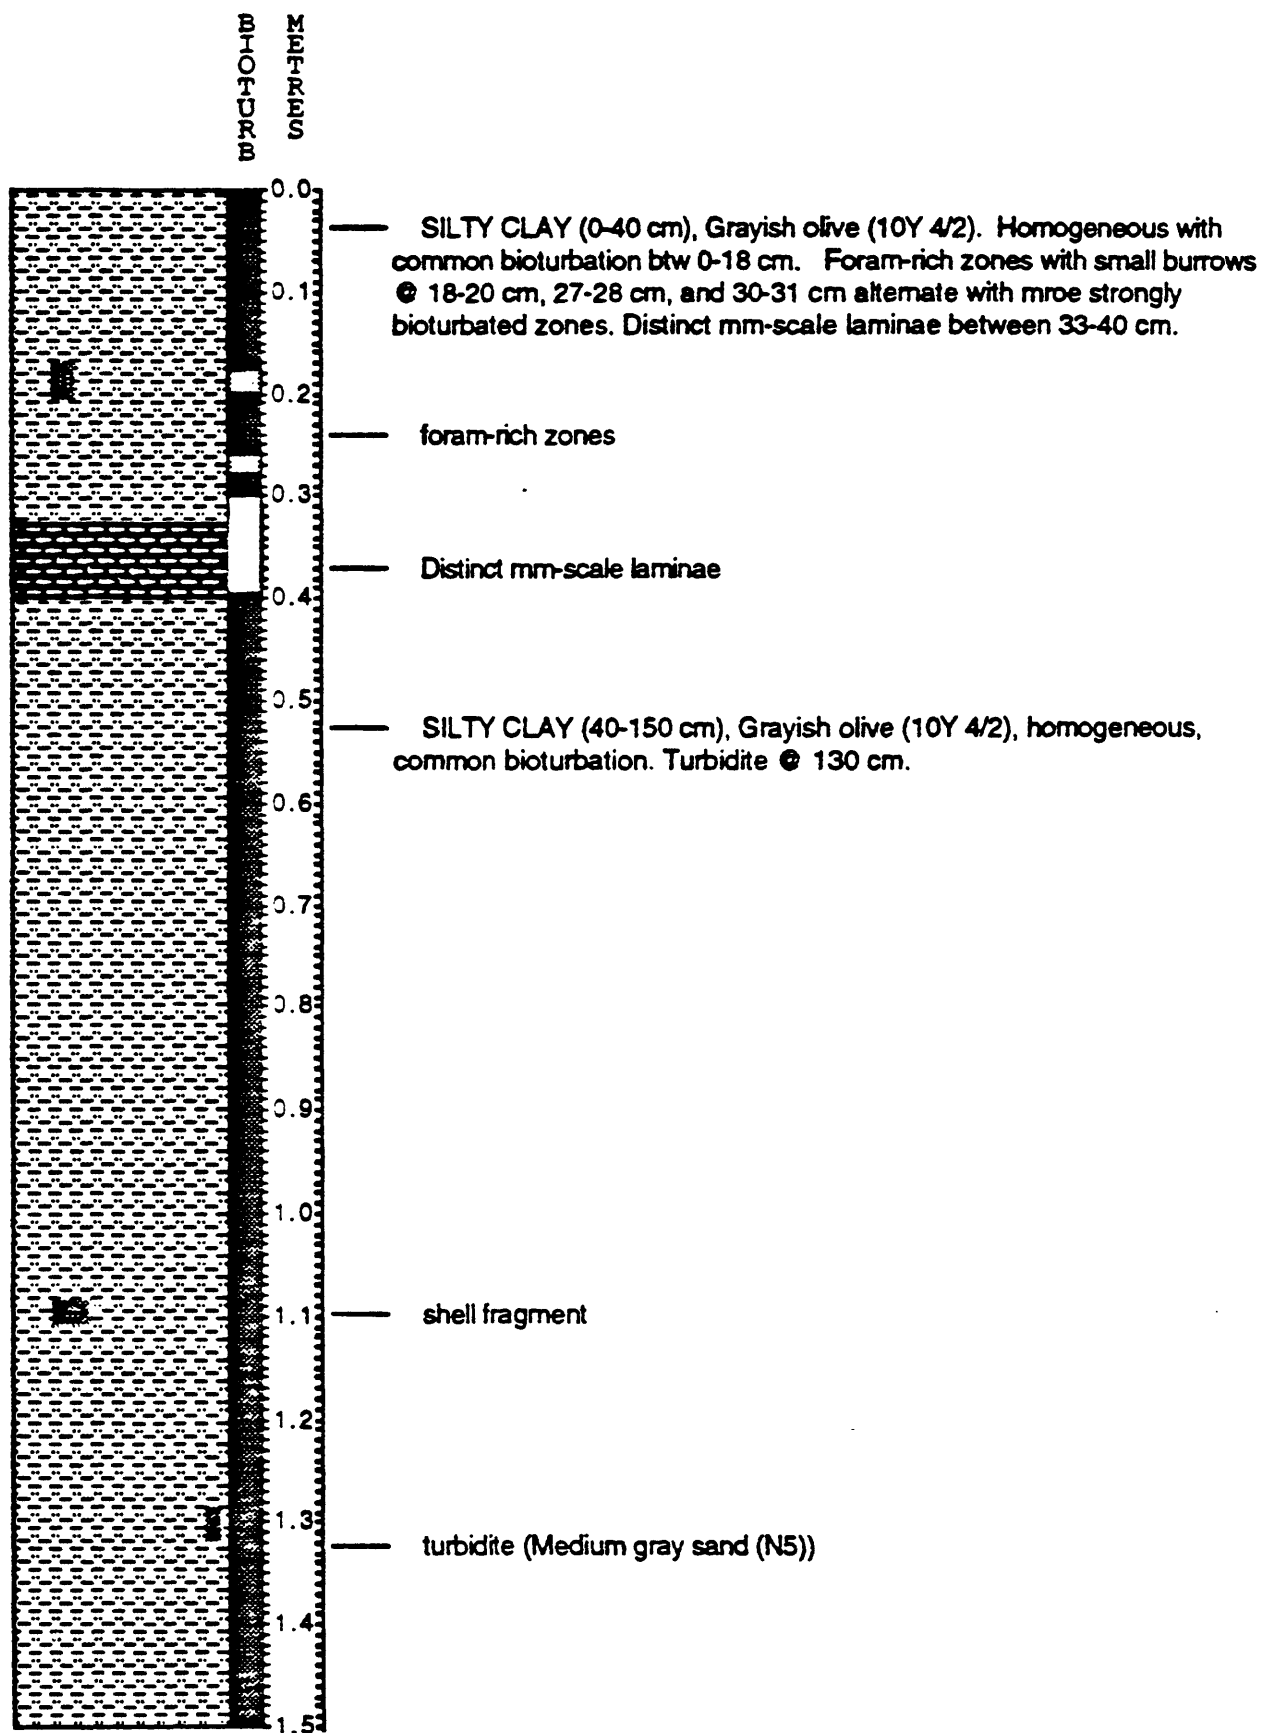 BIOTURB
METRES
0.0
SILTY CLAY (0-40 cm), Grayish olive (10Y 4/2). Homogeneous with
common bioturbation btw 0-18 cm. Foram-rich zones with small burrows
@ 18-20 cm, 27-28 cm, and 30-31 cm alternate with mroe strongly
bioturbated zones. Distinct mm-scale laminae between 33-40 cm.
0.1
0.2
foram-rich zones
0.3
Distinct mm-scale laminae
0.4
0.5
SILTY CLAY (40-150 cm), Grayish olive (10Y 4/2), homogeneous,
common bioturbation. Turbidite @ 130 cm.
0.6
0.7
0.8
0.9
1.0
1.1
shell fragment
1.2
1.3
turbidite (Medium gray sand (N5))
1.4
1.5